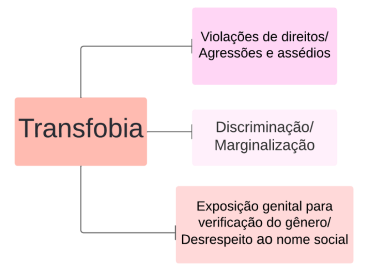 Violações de direitos/
Agressões e assédios
Transfobia
Discriminação/
Marginalização
Exposição genital para
verificação do gênero/
Desrespeito ao nome social